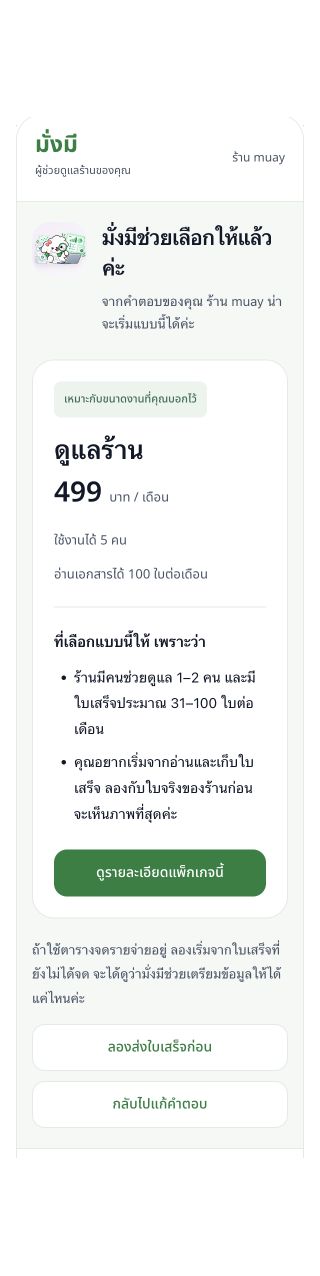 มั่งมี
ผู้ช่วยดูแลร้านของคุณ
ร้าน muay
มั่งมีช่วยเลือกให้แล้ว
ค่ะ
จากคำตอบของคุณ ร้าน muay น่า
จะเริ่มแบบนี้ได้ค่ะ
เหมาะกับขนาดงานที่คุณบอกไว้
ดูแลร้าน
499 บาท / เดือน
ใช้งานได้ 5 คน
อ่านเอกสารได้ 100 ใบต่อเดือน
ที่เลือกแบบนี้ให้ เพราะว่า
• ร้านมีคนช่วยดูแล 1–2 คน และมี
ใบเสร็จประมาณ 31–100 ใบต่อ
เดือน
• คุณอยากเริ่มจากอ่านและเก็บใบ
เสร็จ ลองกับใบจริงของร้านก่อน
จะเห็นภาพที่สุดค่ะ
ดูรายละเอียดแพ็กเกจนี้
ถ้าใช้ตารางจดรายจ่ายอยู่ ลองเริ่มจากใบเสร็จที่
ยังไม่ได้จด จะได้ดูว่ามั่งมีช่วยเตรียมข้อมูลให้ได้
แค่ไหนค่ะ
ลองส่งใบเสร็จก่อน
กลับไปแก้คำตอบ